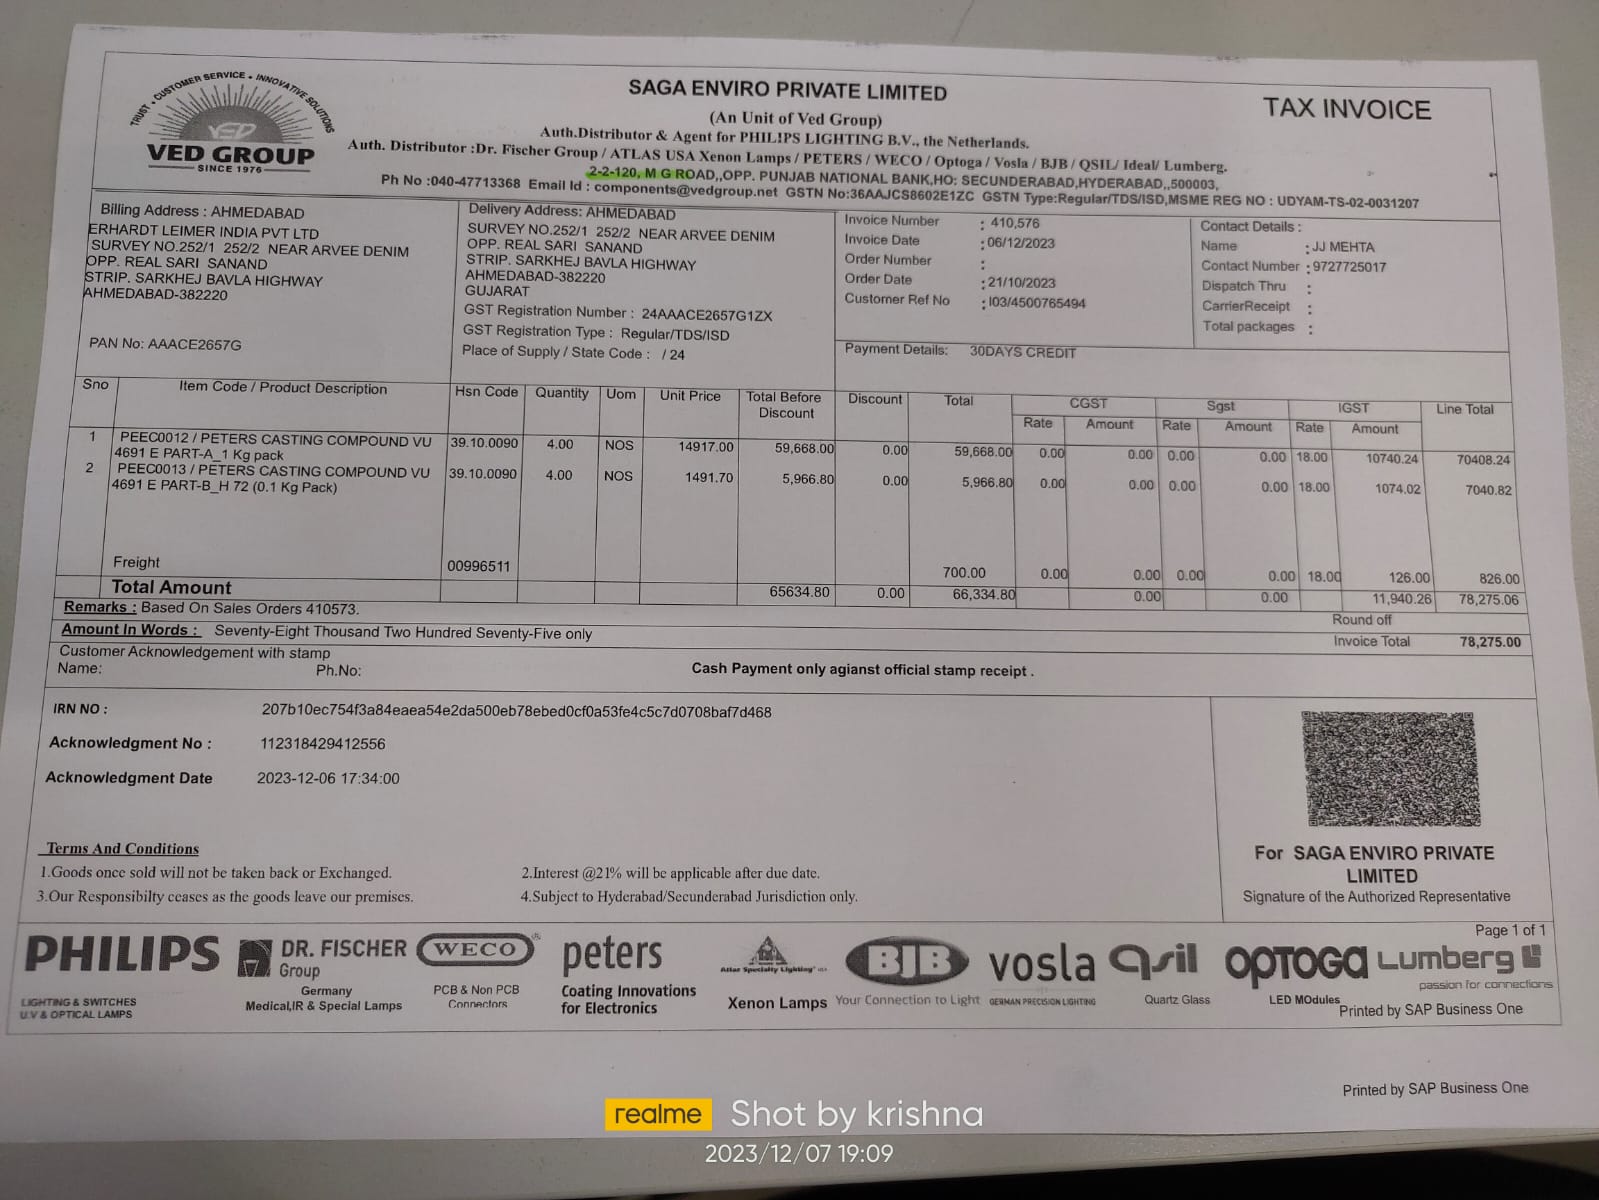 TRUST • CUSTOMER SERVICE • INNOVATIVE SOLUTIONS
VED
VED GROUP
SINCE 1976
SAGA ENVIRO PRIVATE LIMITED
(An Unit of Ved Group)
TAX INVOICE
Auth.Distributor & Agent for PHILIPS LIGHTING B.V., the Netherlands.
Auth. Distributor :Dr. Fischer Group / ATLAS USA Xenon Lamps / PETERS / WECO / Optoga / Vosla / BJB / QSIL/ Ideal/ Lumberg.
2-2-120, M G ROAD,,OPP. PUNJAB NATIONAL BANK,HO: SECUNDERABAD,HYDERABAD,,500003,
Ph No :040-47713368 Email Id : components@vedgroup.net GSTN No:36AAJCS8602E1ZC GSTN Type:Regular/TDS/ISD,MSME REG NO : UDYAM-TS-02-0031207
Billing Address : AHMEDABAD
ERHARDT LEIMER INDIA PVT LTD
SURVEY NO.252/1 252/2 NEAR ARVEE DENIM
OPP. REAL SARI SANAND
STRIP. SARKHEJ BAVLA HIGHWAY
AHMEDABAD-382220
PAN No: AAACE2657G
Delivery Address: AHMEDABAD
SURVEY NO.252/1 252/2 NEAR ARVEE DENIM
OPP. REAL SARI SANAND
STRIP. SARKHEJ BAVLA HIGHWAY
AHMEDABAD-382220
GUJARAT
GST Registration Number : 24AAACE2657G1ZX
GST Registration Type : Regular/TDS/ISD
Place of Supply / State Code : / 24
Invoice Number : 410,576
Invoice Date : 06/12/2023
Order Number :
Order Date : 21/10/2023
Customer Ref No : I03/4500765494
Payment Details: 30DAYS CREDIT
Contact Details :
Name : JJ MEHTA
Contact Number : 9727725017
Dispatch Thru :
CarrierReceipt :
Total packages :
Sno Item Code / Product Description Hsn Code Quantity Uom Unit Price Total Before Discount Discount Total CGST Sgst IGST Line Total
Rate Amount Rate Amount Rate Amount
1 PEEC0012 / PETERS CASTING COMPOUND VU 39.10.0090 4.00 NOS 14917.00 59,668.00 0.00 59,668.00 0.00 0.00 0.00 0.00 18.00 10740.24 70408.24
4691 E PART-A_1 Kg pack
2 PEEC0013 / PETERS CASTING COMPOUND VU 39.10.0090 4.00 NOS 1491.70 5,966.80 0.00 5,966.80 0.00 0.00 0.00 0.00 18.00 1074.02 7040.82
4691 E PART-B_H 72 (0.1 Kg Pack)
Freight 00996511 700.00 0.00 0.00 0.00 0.00 18.00 126.00 826.00
Total Amount 65634.80 0.00 66,334.80 0.00 0.00 11,940.26 78,275.06
Remarks : Based On Sales Orders 410573.
Round off
Amount In Words : Seventy-Eight Thousand Two Hundred Seventy-Five only
Invoice Total 78,275.00
Customer Acknowledgement with stamp
Name: Ph.No:
Cash Payment only agianst official stamp receipt .
IRN NO : 207b10ec754f3a84eaea54e2da500eb78ebed0cf0a53fe4c5c7d0708baf7d468
Acknowledgment No : 112318429412556
Acknowledgment Date 2023-12-06 17:34:00
Terms And Conditions
1.Goods once sold will not be taken back or Exchanged. 2.Interest @21% will be applicable after due date.
3.Our Responsibilty ceases as the goods leave our premises. 4.Subject to Hyderabad/Secunderabad Jurisdiction only.
For SAGA ENVIRO PRIVATE
LIMITED
Signature of the Authorized Representative
Page 1 of 1
PHILIPS
LIGHTING & SWITCHES
U.V & OPTICAL LAMPS
DR. FISCHER
Group
Germany
Medical,IR & Special Lamps
WECO ®
PCB & Non PCB
Connectors
peters
Coating Innovations
for Electronics
Atlas Specialty Lighting
Xenon Lamps
BJB
Your Connection to Light
vosla
GERMAN PRECISION LIGHTING
qsil
Quartz Glass
OPTOGA
LED MOdules
Lumberg
passion for connections
Printed by SAP Business One
Printed by SAP Business One
realme Shot by krishna
2023/12/07 19:09